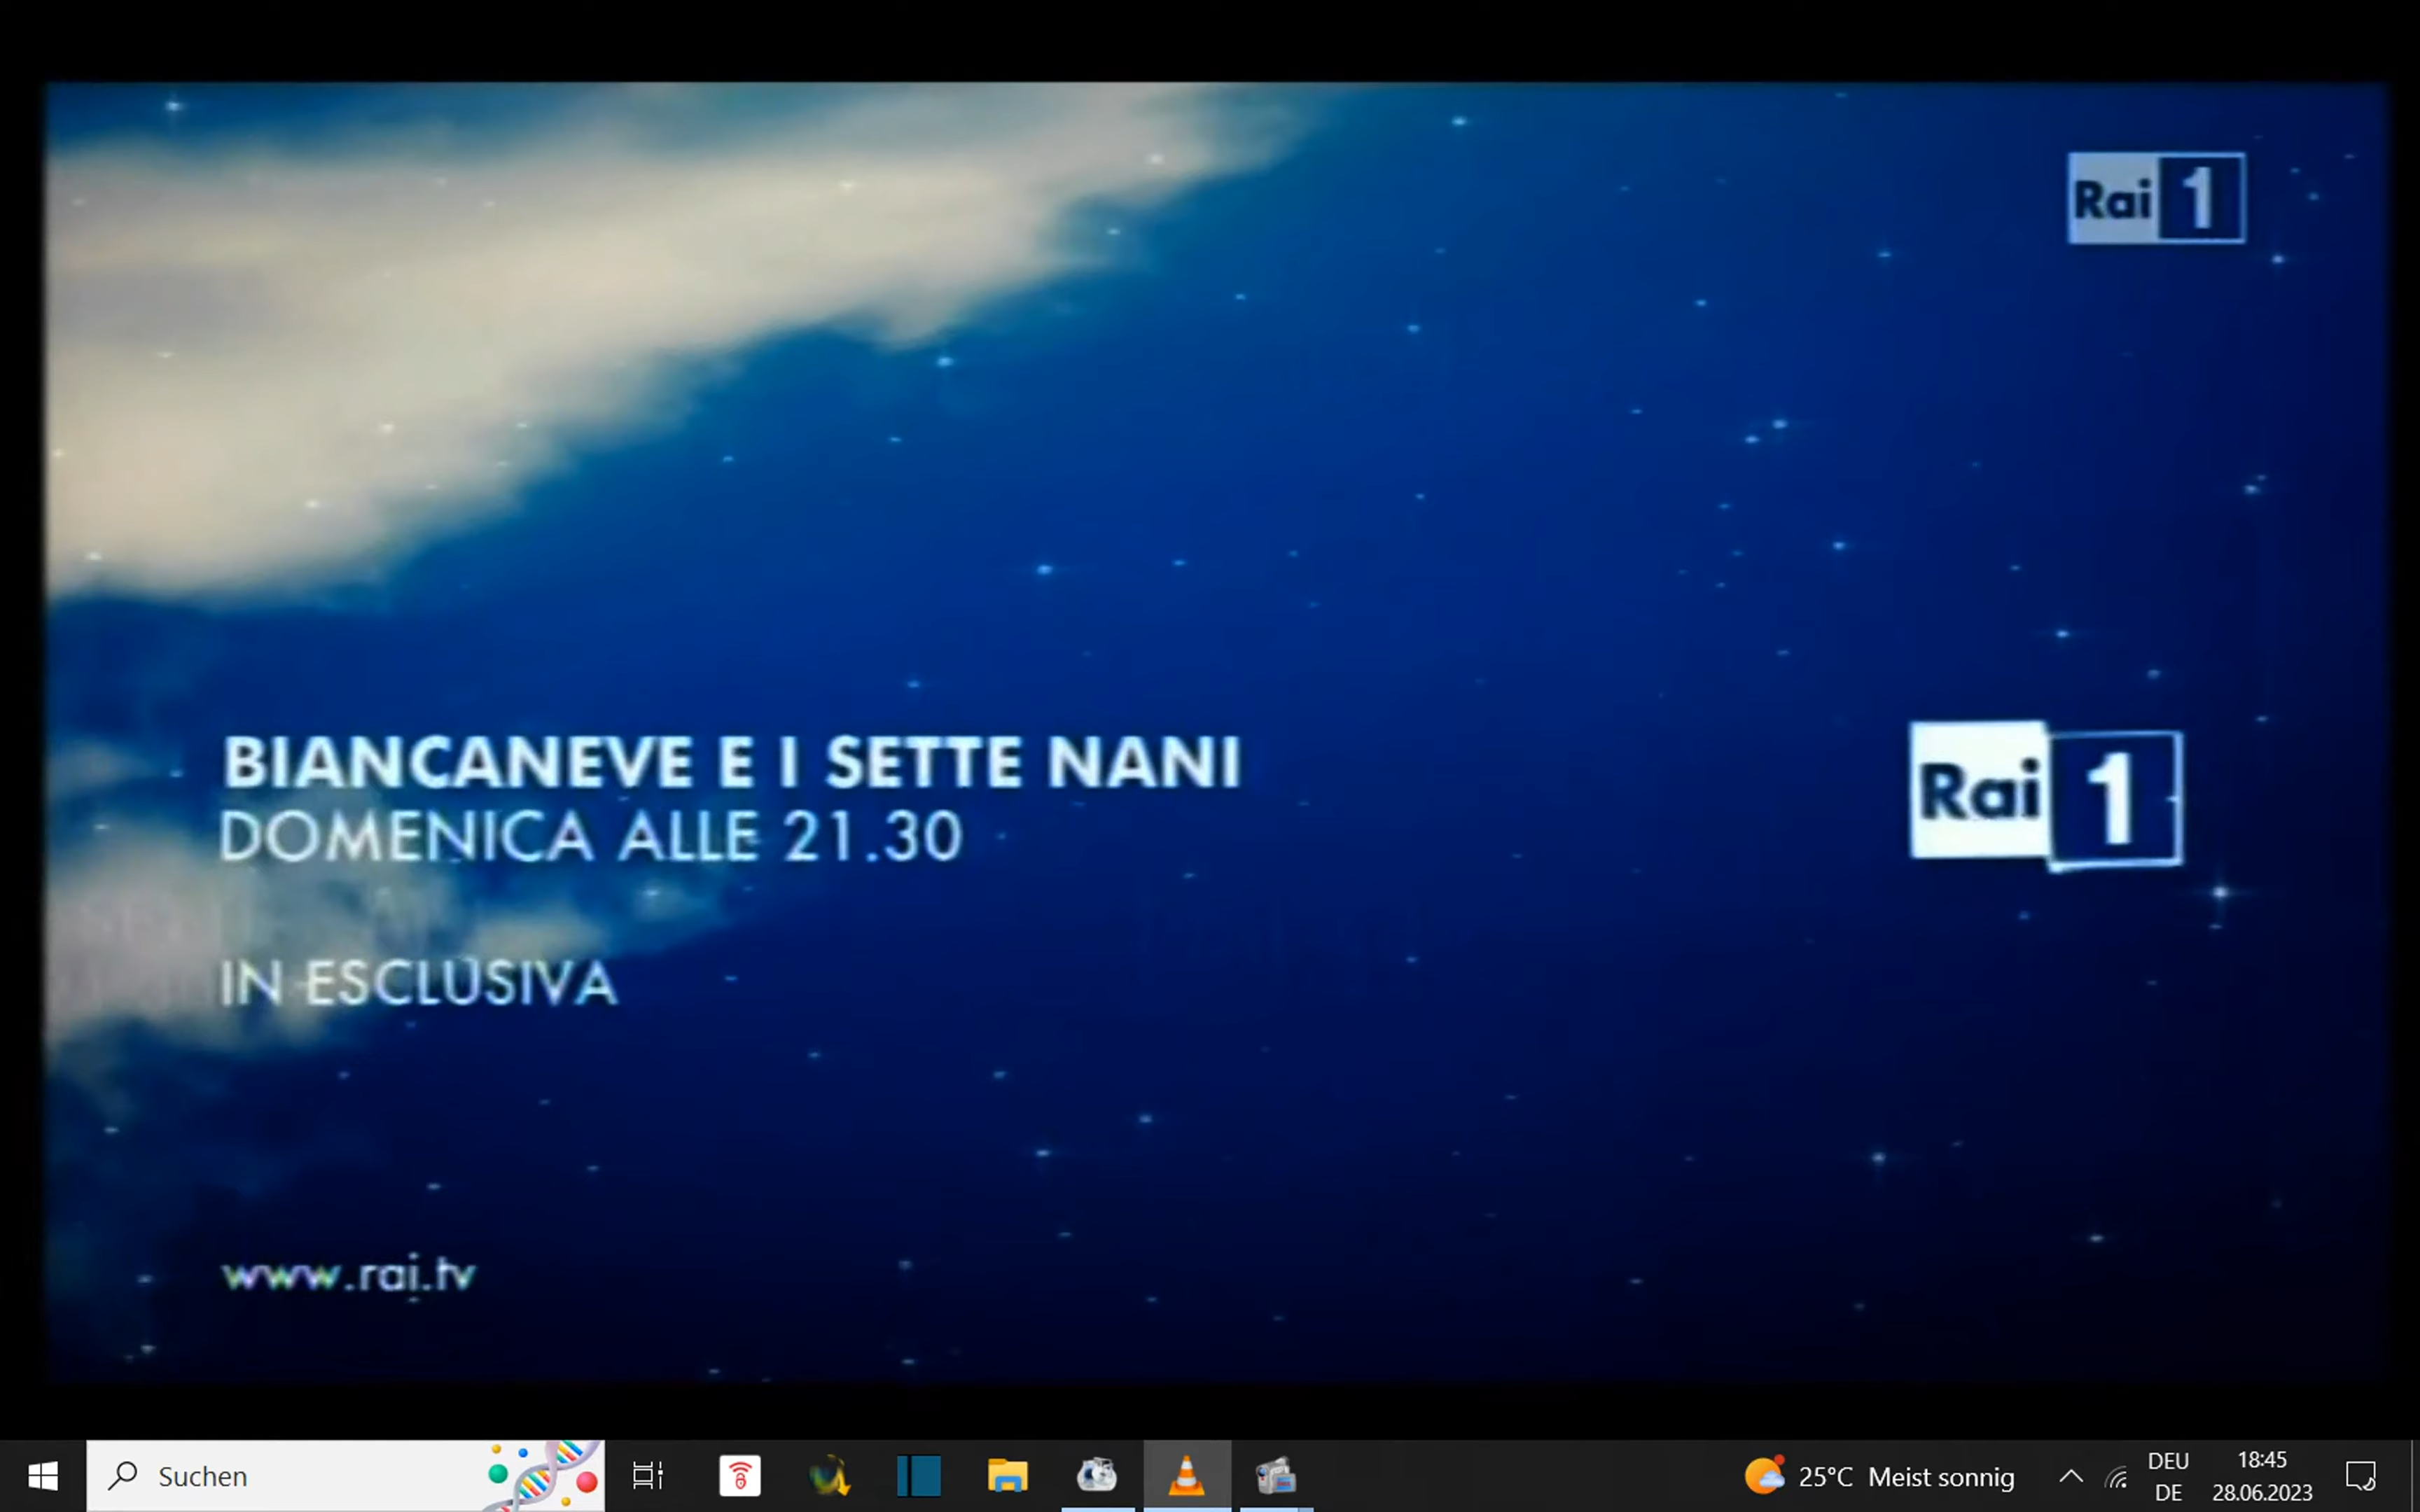 Rai 1
BIANCANEVE E I SETTE NANI
DOMENICA ALLE 21.30
Rai 1
IN ESCLUSIVA
www.rai.tv
Suchen
25°C Meist sonnig
DEU
DE
18:45
28.06.2023